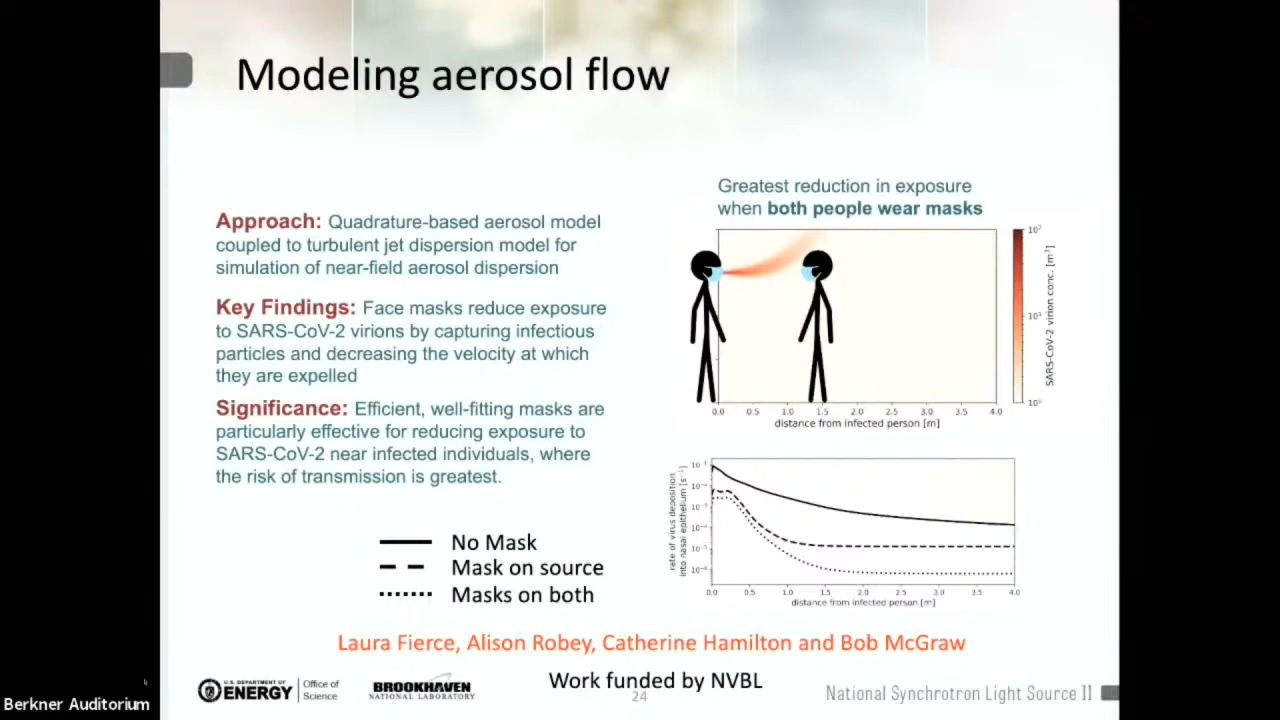 Modeling aerosol flow
Approach: Quadrature-based aerosol model
coupled to turbulent jet dispersion model for
simulation of near-field aerosol dispersion
Key Findings: Face masks reduce exposure
to SARS-CoV-2 virions by capturing infectious
particles and decreasing the velocity at which
they are expelled
Significance: Efficient, well-fitting masks are
particularly effective for reducing exposure to
SARS-CoV-2 near infected individuals, where
the risk of transmission is greatest.
No Mask
Mask on source
Masks on both
Greatest reduction in exposure
when both people wear masks
10¹
10⁰
SARS-CoV-2 virion conc. [m³]
0.0 0.5 1.0 1.5 2.0 2.5 3.0 3.5 4.0
distance from infected person [m]
rate of virus deposition
into nasal epithelium [s⁻¹]
0.0 0.5 1.0 1.5 2.0 2.5 3.0 3.5 4.0
distance from infected person [m]
Laura Fierce, Alison Robey, Catherine Hamilton and Bob McGraw
Work funded by NVBL
24
U.S. DEPARTMENT OF
ENERGY
Office of
Science
BROOKHAVEN
NATIONAL LABORATORY
National Synchrotron Light Source II
Berkner Auditorium